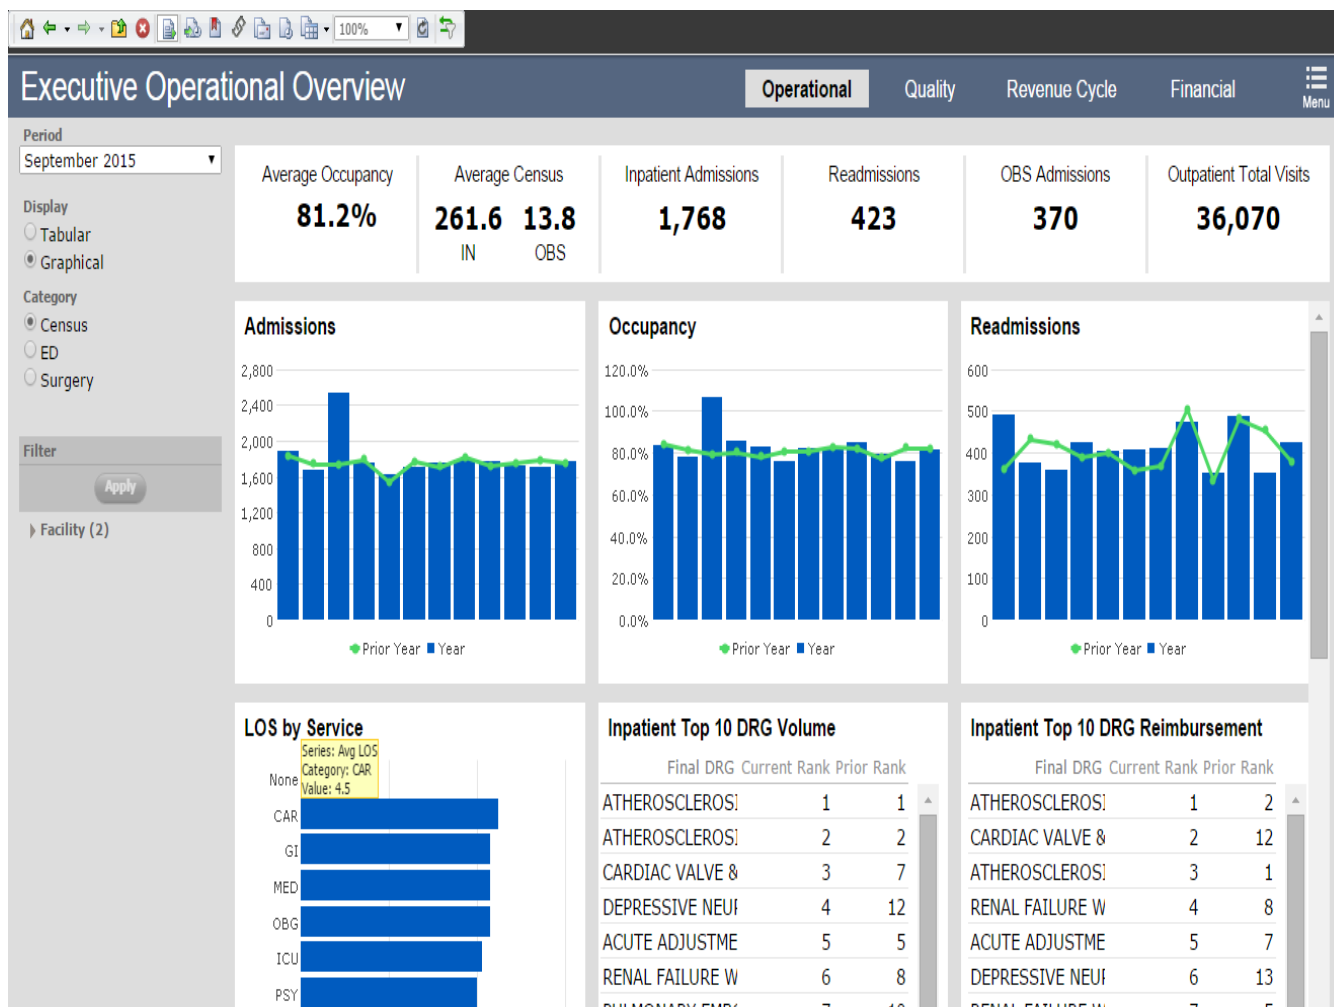 100%
Executive Operational Overview
Operational Quality Revenue Cycle Financial Menu
Period
September 2015
Display
Tabular
Graphical
Category
Census
ED
Surgery
Filter
Apply
Facility (2)
Average Occupancy
81.2%
Average Census
261.6 13.8
IN OBS
Inpatient Admissions
1,768
Readmissions
423
OBS Admissions
370
Outpatient Total Visits
36,070
Admissions
2,800
2,400
2,000
1,600
1,200
800
400
0
Prior Year Year
Occupancy
120.0%
100.0%
80.0%
60.0%
40.0%
20.0%
0.0%
Prior Year Year
Readmissions
600
500
400
300
200
100
0
Prior Year Year
LOS by Service
Series: Avg LOS
Category: CAR
Value: 4.5
None
CAR
GI
MED
OBG
ICU
PSY
Inpatient Top 10 DRG Volume
Final DRG Current Rank Prior Rank
ATHEROSCLEROSI 1 1
ATHEROSCLEROSI 2 2
CARDIAC VALVE & 3 7
DEPRESSIVE NEUF 4 12
ACUTE ADJUSTME 5 5
RENAL FAILURE W 6 8
Inpatient Top 10 DRG Reimbursement
Final DRG Current Rank Prior Rank
ATHEROSCLEROSI 1 2
CARDIAC VALVE & 2 12
ATHEROSCLEROSI 3 1
RENAL FAILURE W 4 8
ACUTE ADJUSTME 5 7
DEPRESSIVE NEUF 6 13